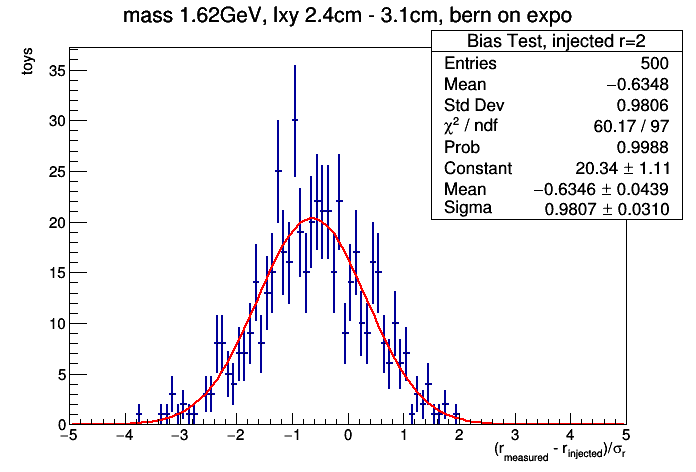 mass 1.62GeV, lxy 2.4cm - 3.1cm, bern on expo
Bias Test, injected r=2
Entries 500
Mean −0.6348
Std Dev 0.9806
χ² / ndf 60.17 / 97
Prob 0.9988
Constant 20.34 ± 1.11
Mean −0.6346 ± 0.0439
Sigma 0.9807 ± 0.0310
toys
35
30
25
20
15
10
5
0
−5 −4 −3 −2 −1 0 1 2 3 4 5
(r_measured - r_injected)/σ_r